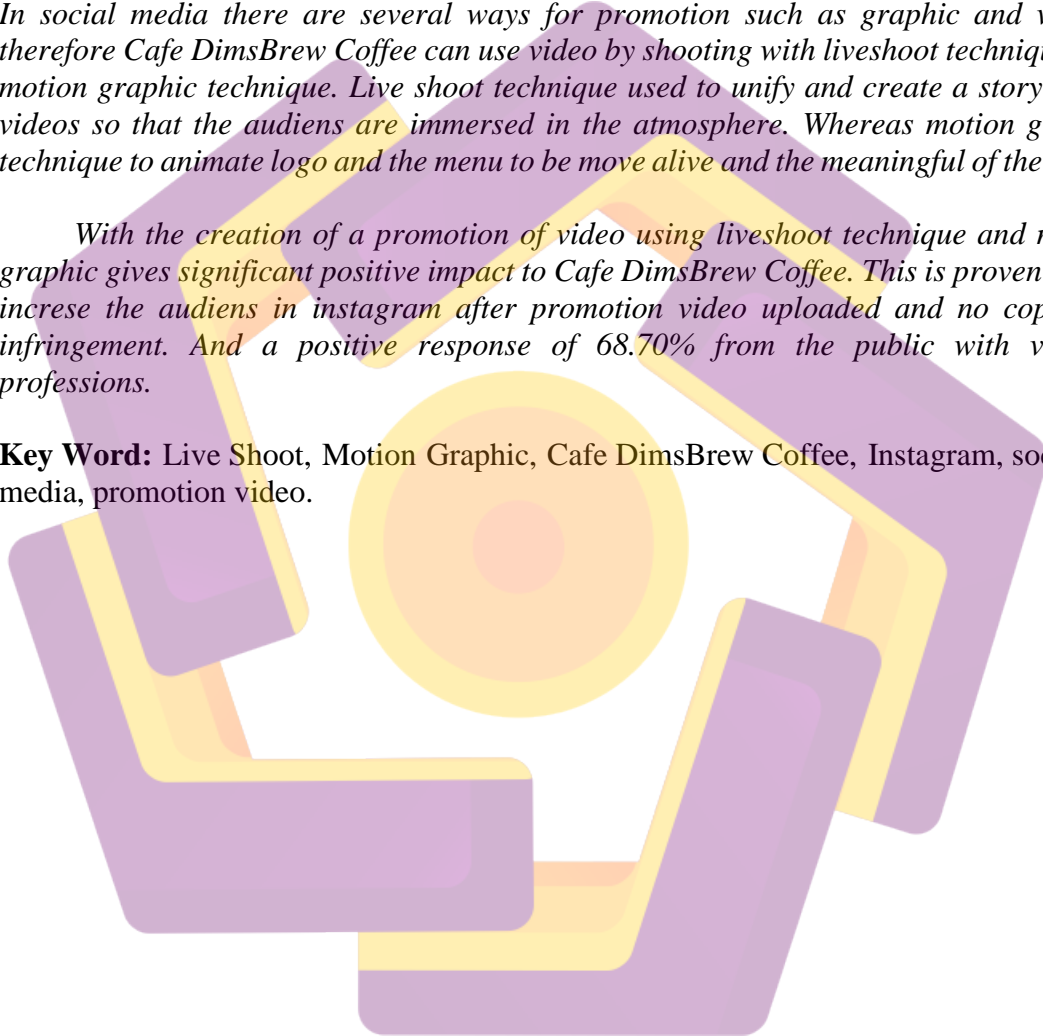 In social media there are several ways for promotion such as graphic and
therefore Cafe DimsBrew Coffee can use video by shooting with liveshoot
motion graphic technique. Live shoot technique used to unify and create a story
videos so that the audiens are immersed in the atmosphere. Whereas motion
technique to animate logo and the menu to be move alive and the meaningful of the
With the creation of a promotion of video using liveshoot technique and
graphic gives significant positive impact to Cafe DimsBrew Coffee. This is proven
increse the audiens in instagram after promotion video uploaded and no
infringement. And a positive response of 68.70% from the public with
professions.
Key Word: Live Shoot, Motion Graphic, Cafe DimsBrew Coffee, Instagram,
media, promotion video.